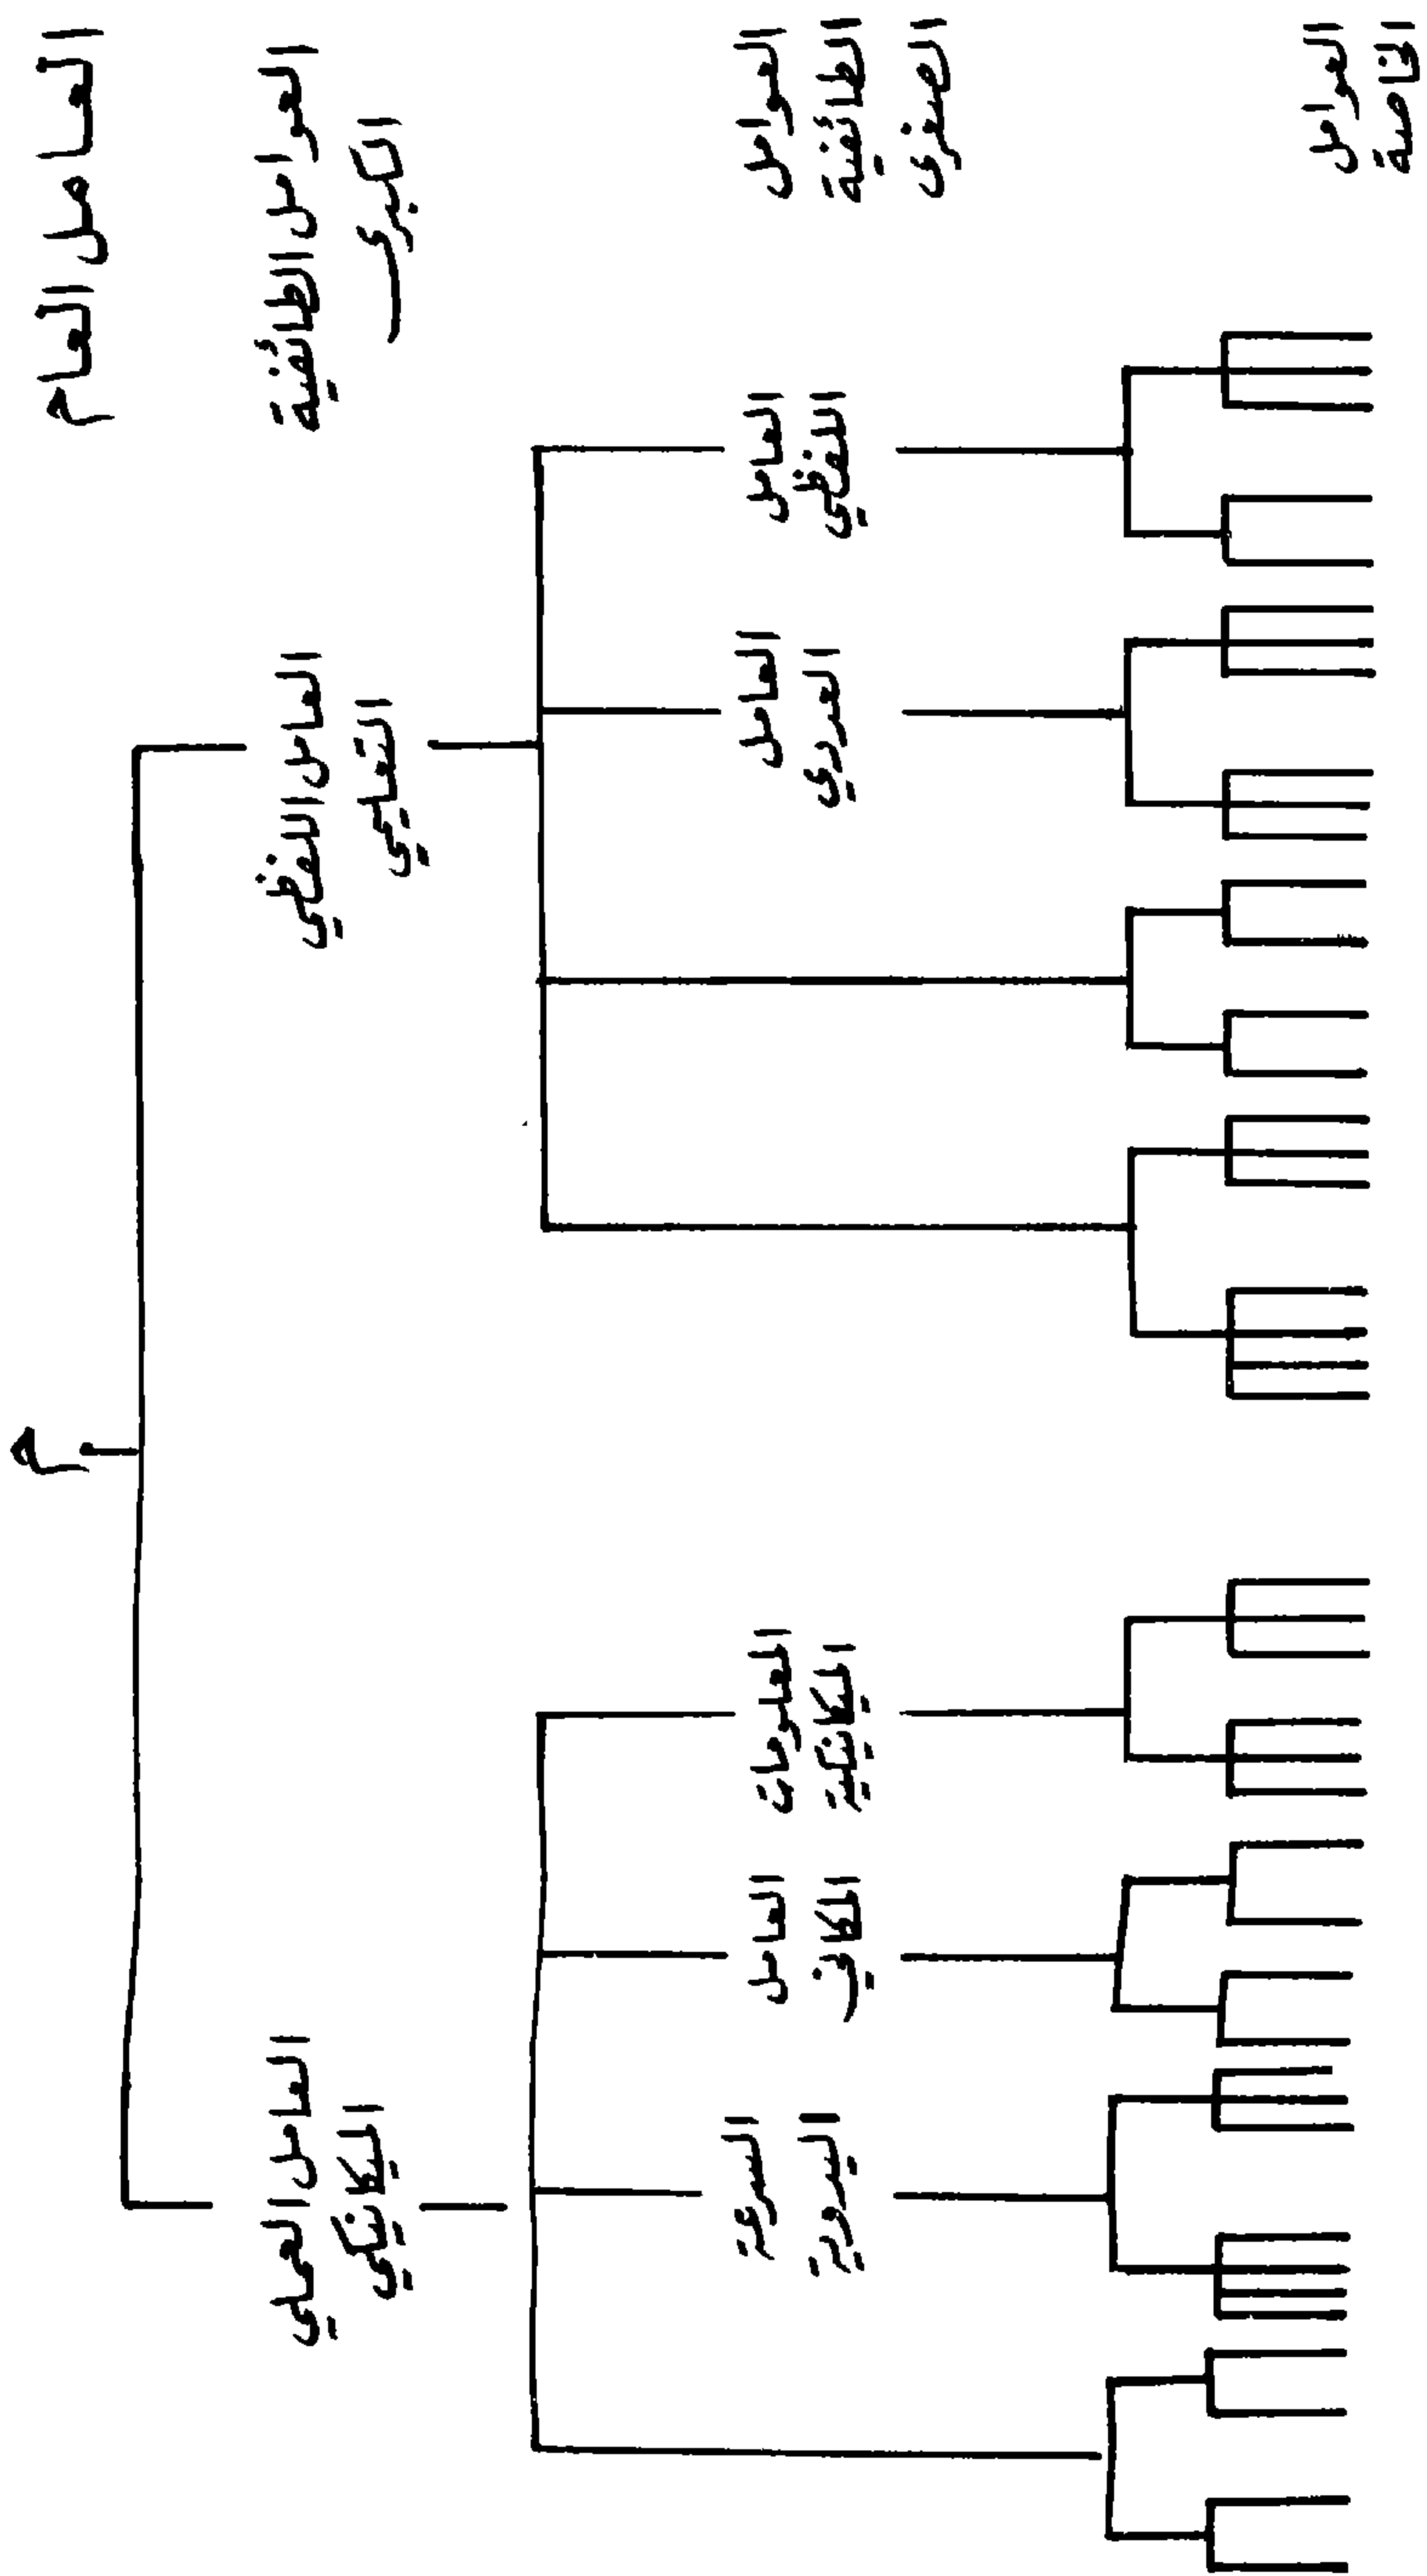 العامل العام
م
العوامل الطائفية
الكبرى
العامل اللفظي
التعليمي
العامل العملي
الميكانيكي
العوامل
الطائفية
الصغرى
العامل
اللفظي
العامل
العددي
المعلومات
الميكانيكية
العامل
المكاني
السرعة
اليدوية
العوامل
الخاصة